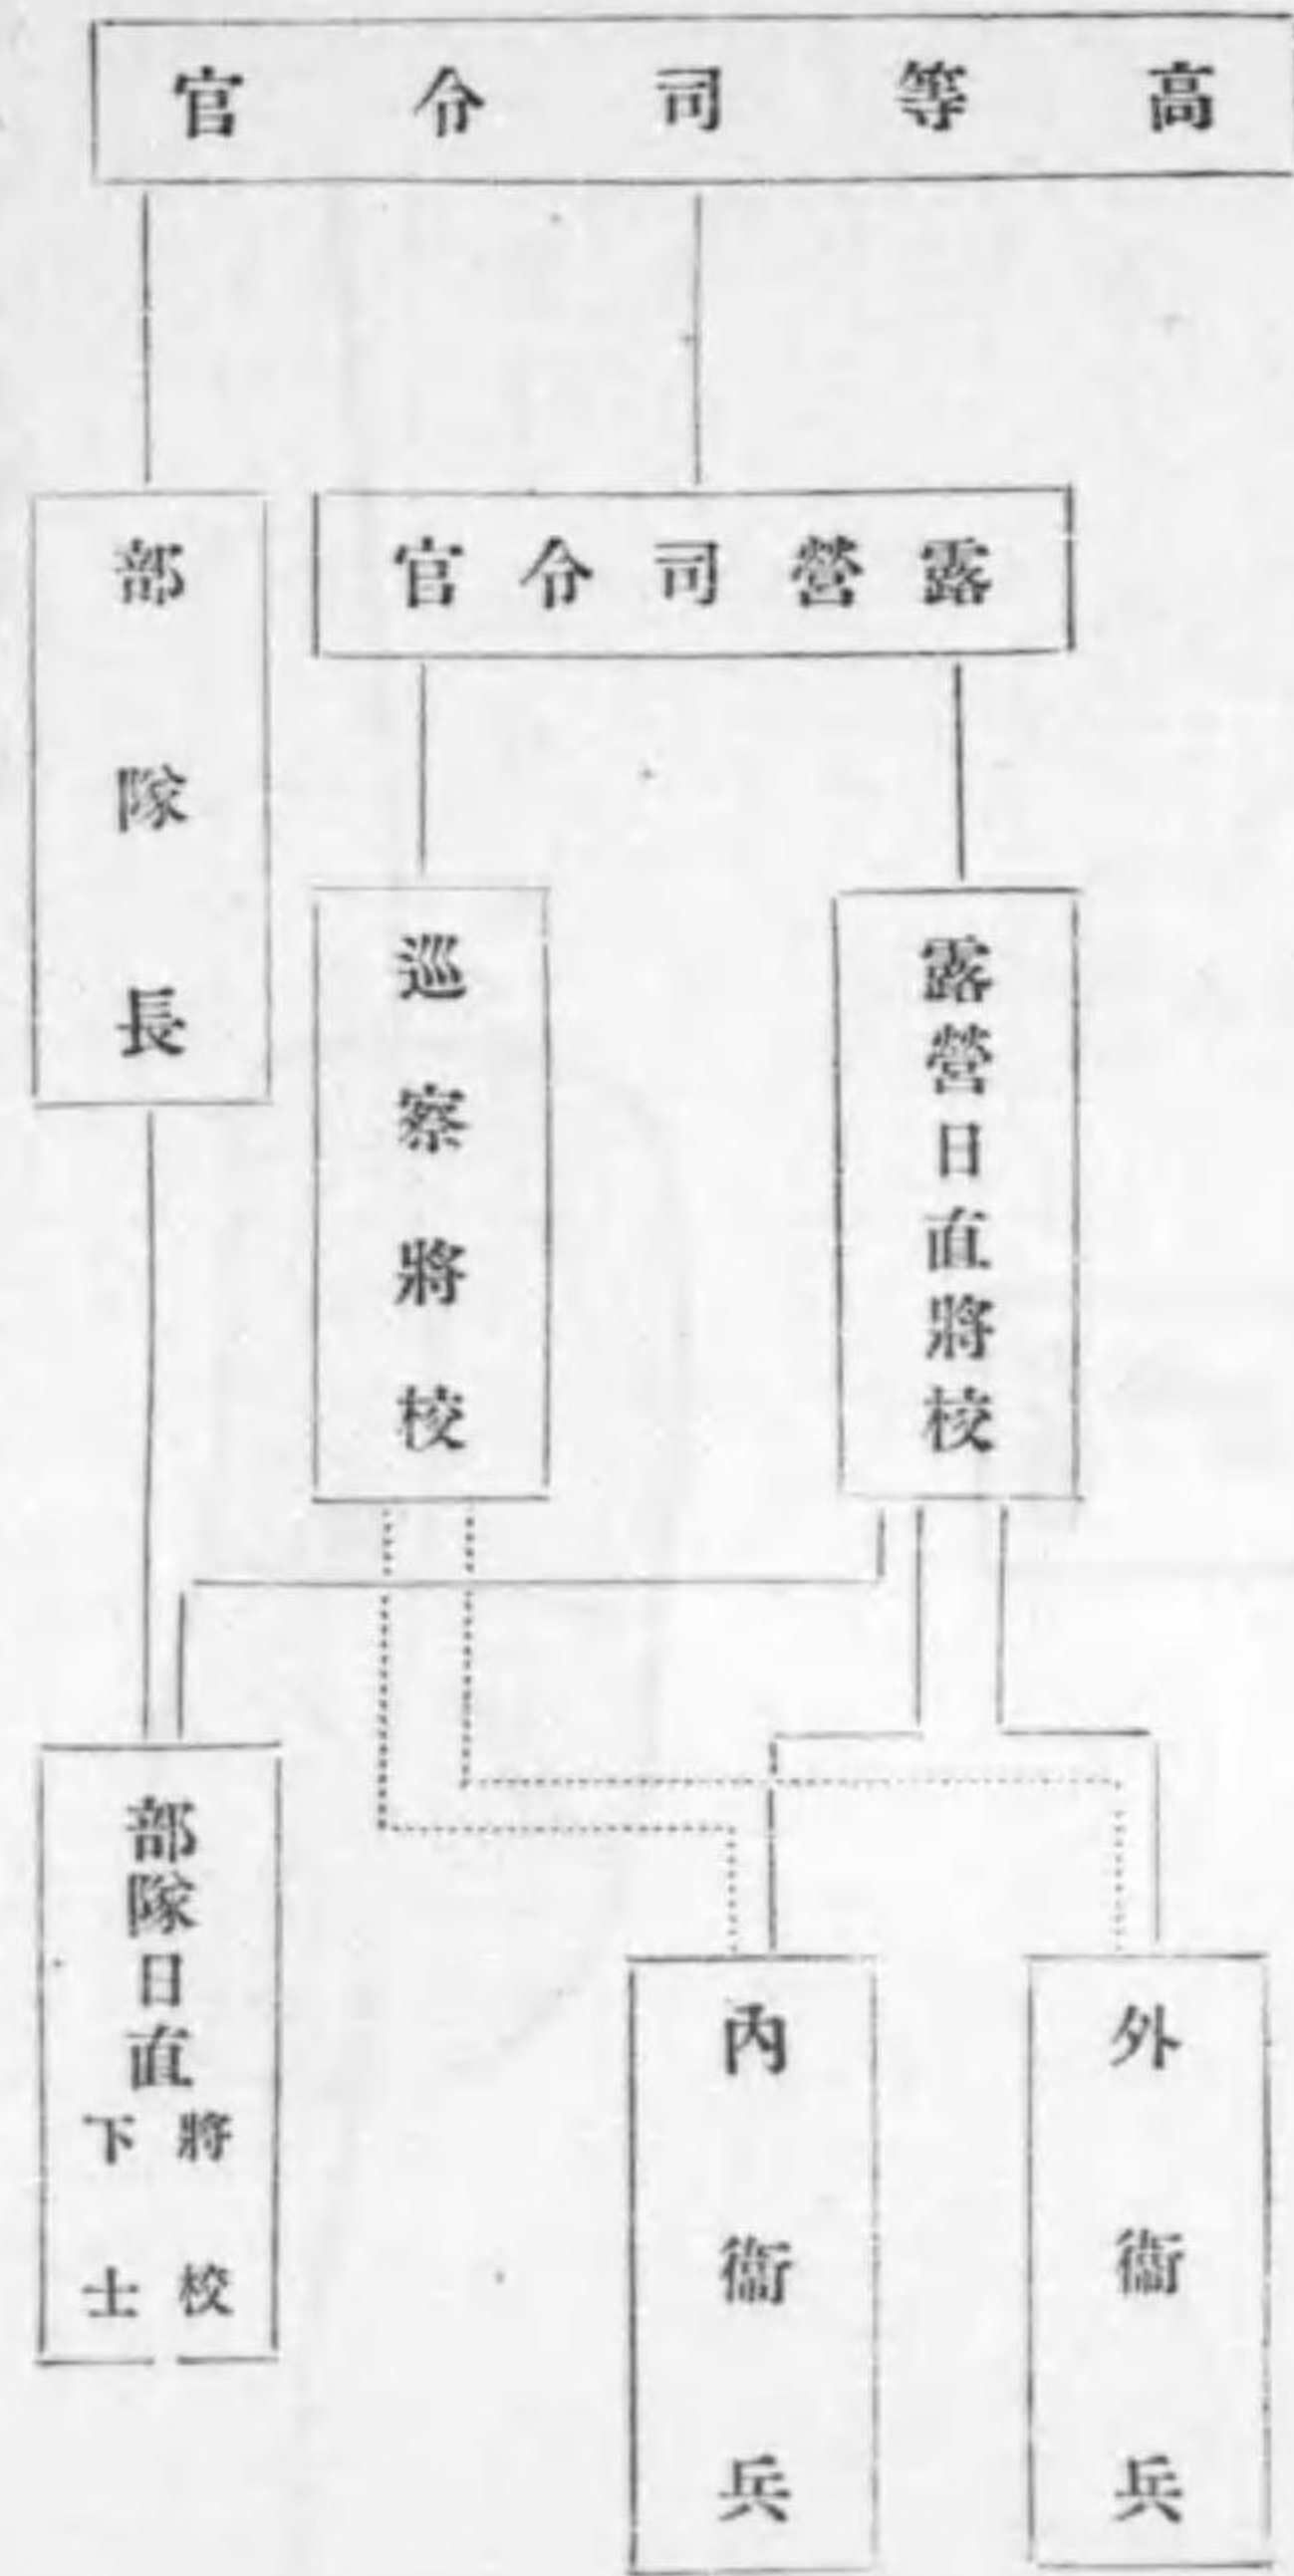 高等司令官
露營司令官
部隊長
露營日直將校
巡察將校
外衞兵
內衞兵
部隊日直
將校
下士